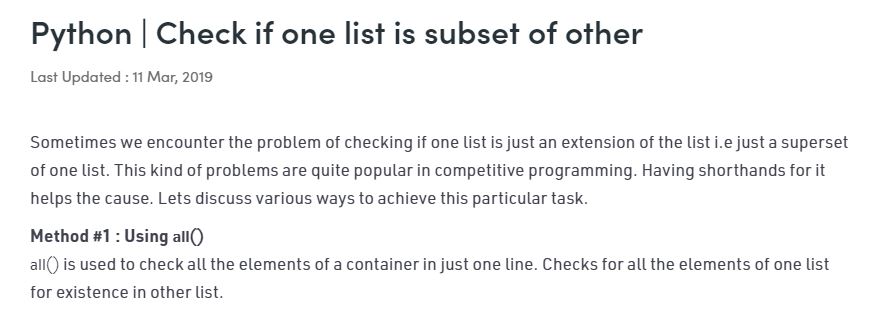 Python | Check if one list is subset of other
Last Updated : 11 Mar, 2019
Sometimes we encounter the problem of checking if one list is just an extension of the list i.e just a superset
of one list. This kind of problems are quite popular in competitive programming. Having shorthands for it
helps the cause. Lets discuss various ways to achieve this particular task.
Method #1 : Using all()
all() is used to check all the elements of a container in just one line. Checks for all the elements of one list
for existence in other list.